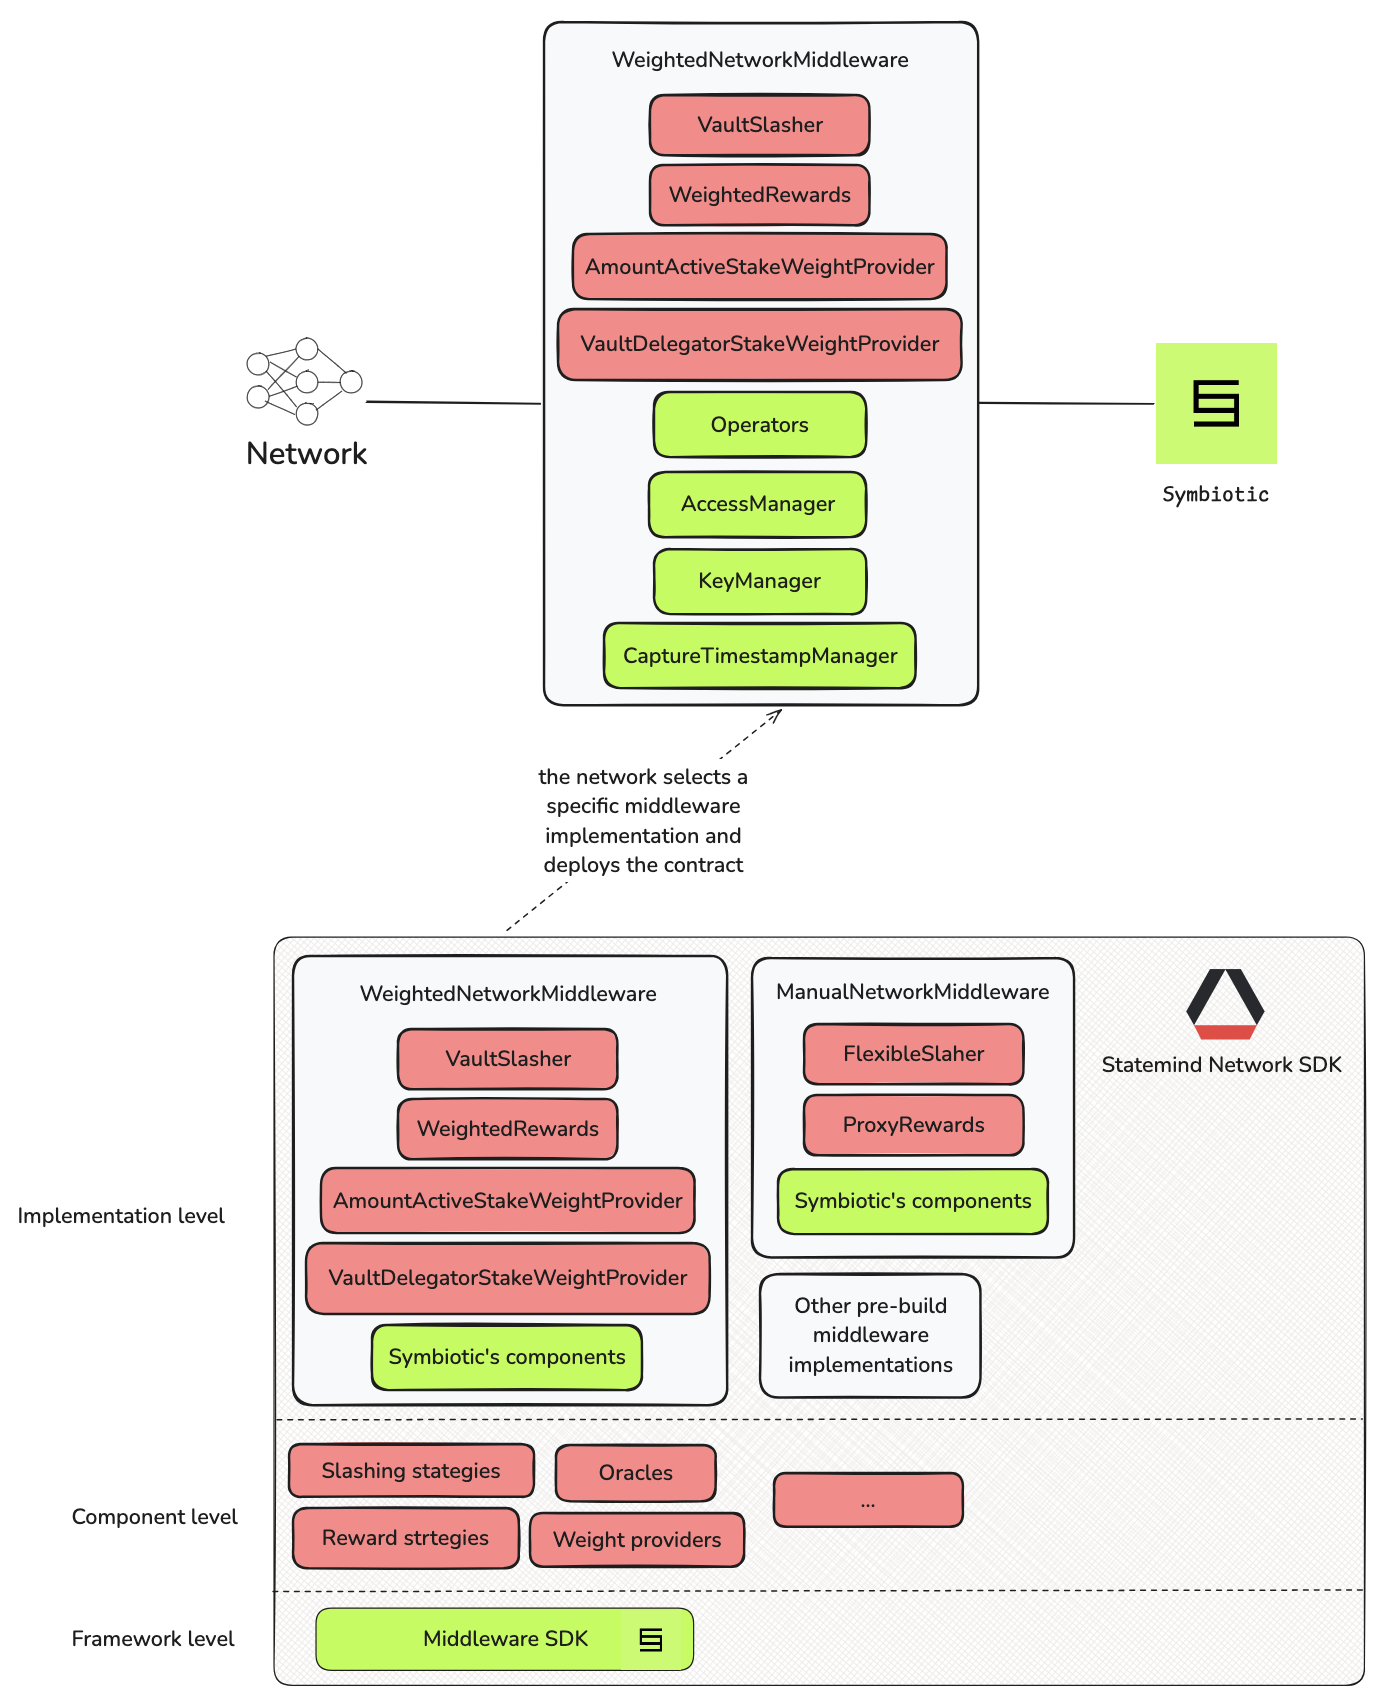 WeightedNetworkMiddleware
VaultSlasher
WeightedRewards
AmountActiveStakeWeightProvider
VaultDelegatorStakeWeightProvider
Operators
AccessManager
KeyManager
CaptureTimestampManager
Network
Symbiotic
the network selects a
specific middleware
implementation and
deploys the contract
WeightedNetworkMiddleware
VaultSlasher
WeightedRewards
AmountActiveStakeWeightProvider
VaultDelegatorStakeWeightProvider
Symbiotic's components
ManualNetworkMiddleware
FlexibleSlaher
ProxyRewards
Symbiotic's components
Other pre-build
middleware
implementations
Statemind Network SDK
Implementation level
Component level
Slashing stategies
Oracles
Reward strtegies
Weight providers
...
Framework level
Middleware SDK